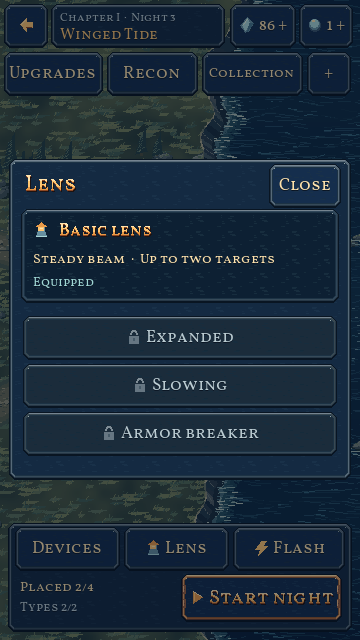 Chapter I · Night 3
Winged Tide
86 +
1 +
Upgrades
Recon
Collection
+
Lens
Close
Basic lens
Steady beam · Up to two targets
Equipped
Expanded
Slowing
Armor breaker
Devices
Lens
Flash
Placed 2/4
Types 2/2
Start night